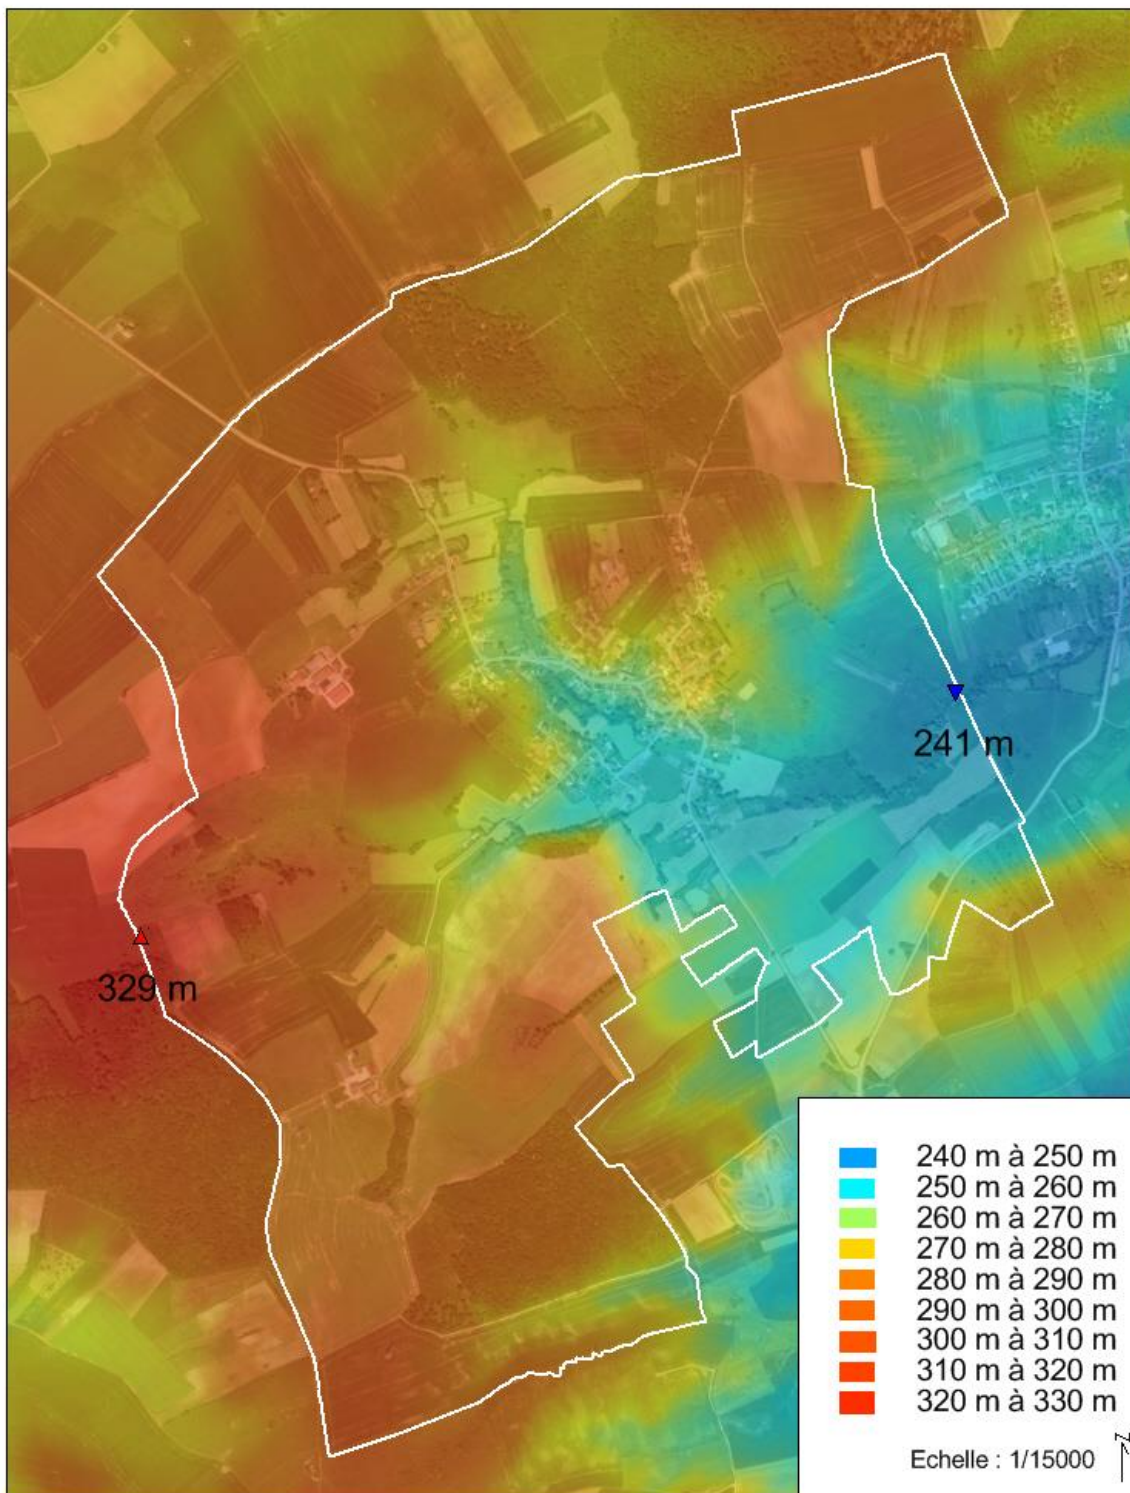 241 m
329 m
240 m à 250 m
250 m à 260 m
260 m à 270 m
270 m à 280 m
280 m à 290 m
290 m à 300 m
300 m à 310 m
310 m à 320 m
320 m à 330 m
Echelle : 1/15000